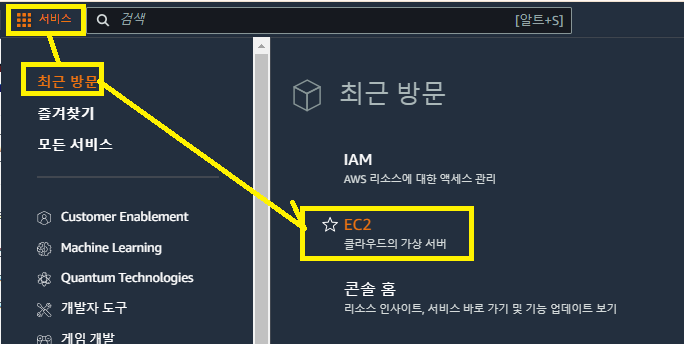 서비스
검색
[알트+S]
최근 방문
즐겨찾기
모든 서비스
Customer Enablement
Machine Learning
Quantum Technologies
개발자 도구
게임 개발
최근 방문
IAM
AWS 리소스에 대한 액세스 관리
EC2
클라우드의 가상 서버
콘솔 홈
리소스 인사이트, 서비스 바로 가기 및 기능 업데이트 보기